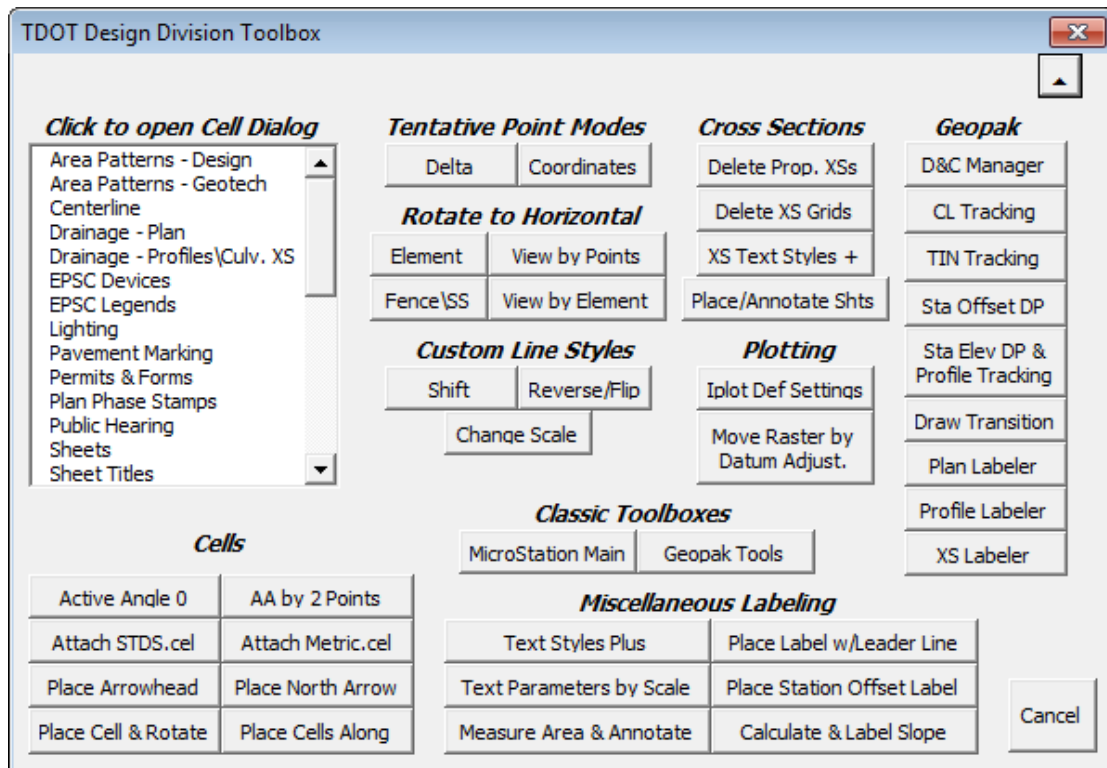 TDOT Design Division Toolbox
Click to open Cell Dialog
Area Patterns - Design
Area Patterns - Geotech
Centerline
Drainage - Plan
Drainage - Profiles\Culv. XS
EPSC Devices
EPSC Legends
Lighting
Pavement Marking
Permits & Forms
Plan Phase Stamps
Public Hearing
Sheets
Sheet Titles
Tentative Point Modes
Delta
Coordinates
Rotate to Horizontal
Element
View by Points
Fence\SS
View by Element
Custom Line Styles
Shift
Reverse/Flip
Change Scale
Cross Sections
Delete Prop. XSs
Delete XS Grids
XS Text Styles +
Place/Annotate Shts
Plotting
Iplot Def Settings
Move Raster by
Datum Adjust.
Geopak
D&C Manager
CL Tracking
TIN Tracking
Sta Offset DP
Sta Elev DP &
Profile Tracking
Draw Transition
Plan Labeler
Profile Labeler
XS Labeler
Classic Toolboxes
MicroStation Main
Geopak Tools
Cells
Active Angle 0
AA by 2 Points
Attach STDS.cel
Attach Metric.cel
Place Arrowhead
Place North Arrow
Place Cell & Rotate
Place Cells Along
Miscellaneous Labeling
Text Styles Plus
Place Label w/Leader Line
Text Parameters by Scale
Place Station Offset Label
Measure Area & Annotate
Calculate & Label Slope
Cancel